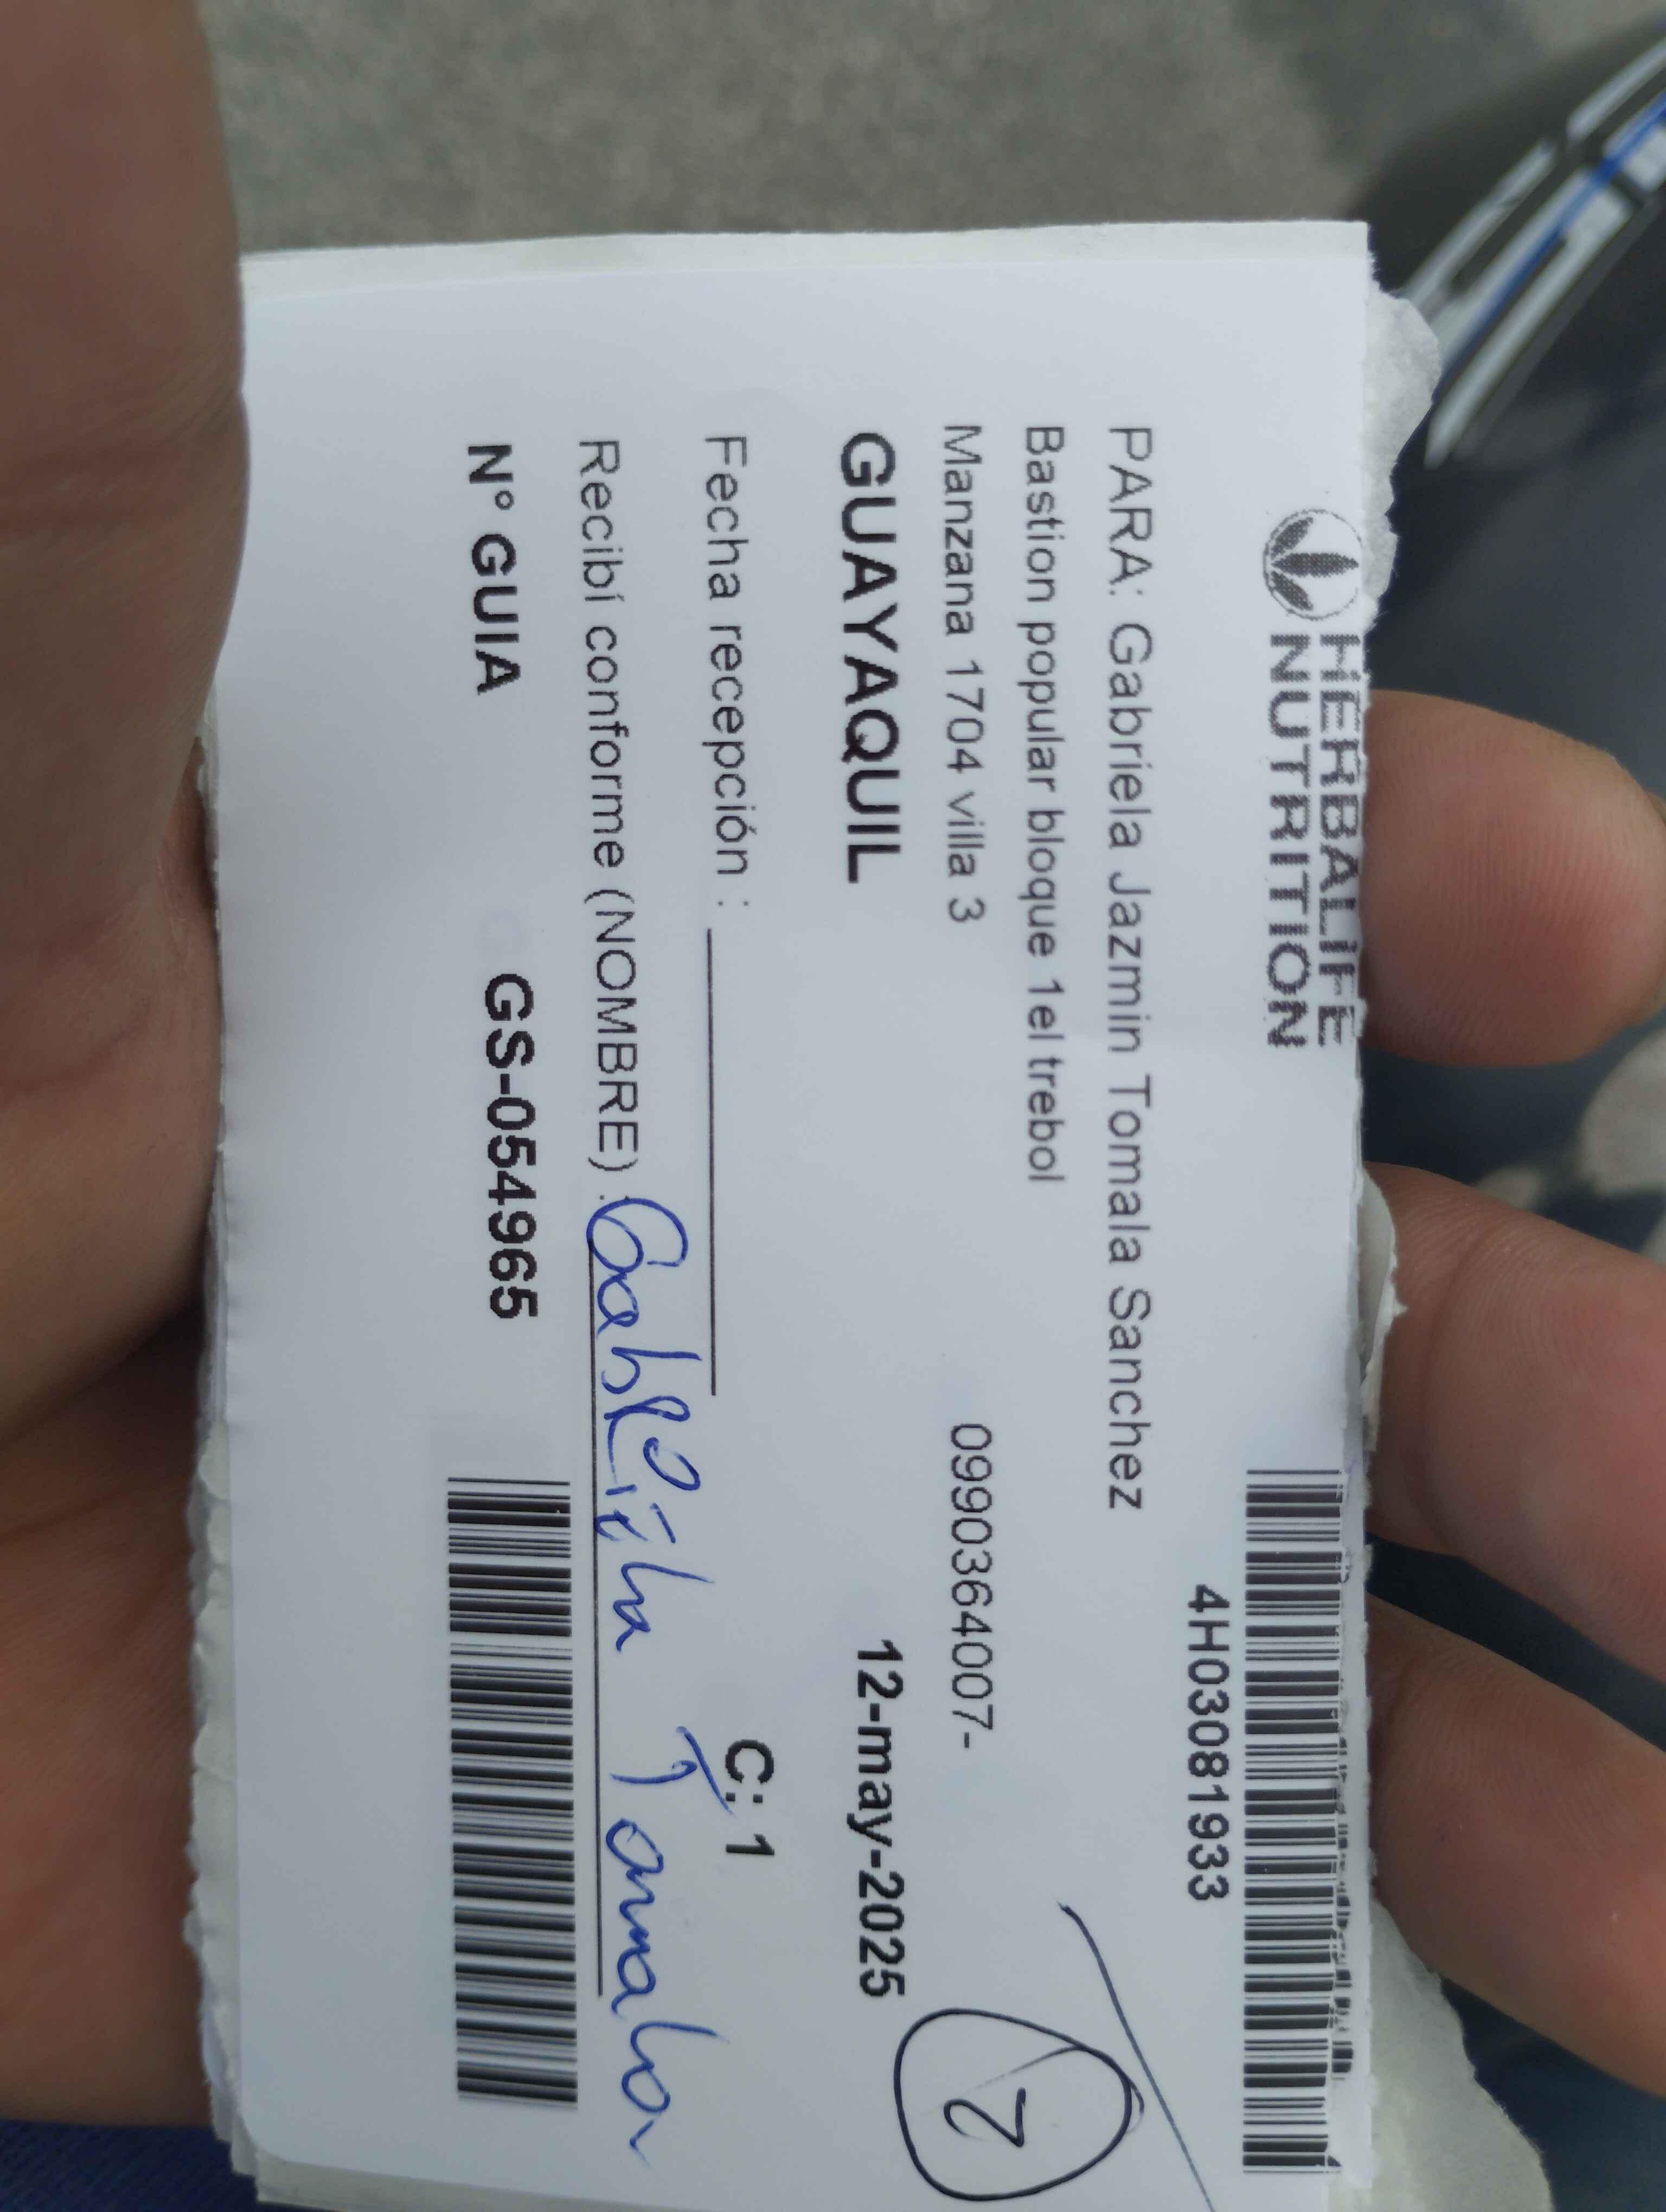 HERBALIFE
NUTRITION
4H03081933
PARA: Gabriela Jazmin Tomala Sanchez
Bastion popular bloque 1el trebol
Manzana 1704 villa 3 0990364007-
GUAYAQUIL 12-may-2025
2
Fecha recepción : C: 1
Recibí conforme (NOMBRE) : Gabriela Tomala
N° GUIA GS-054965